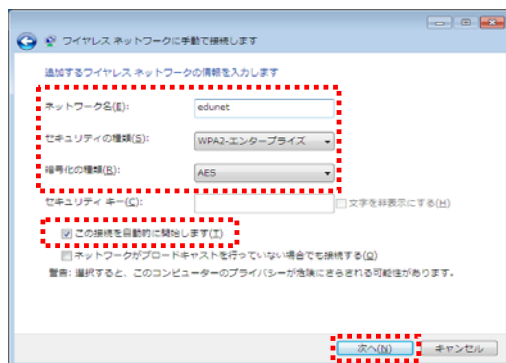 ワイヤレス ネットワークに手動で接続します
追加するワイヤレス ネットワークの情報を入力します
ネットワーク名(E): edunet
セキュリティの種類(S): WPA2-エンタープライズ
暗号化の種類(R): AES
セキュリティ キー(C): 文字を非表示にする(H)
この接続を自動的に開始します(T)
ネットワークがブロードキャストを行っていない場合でも接続する(O)
警告: 選択すると、このコンピューターのプライバシーが危険にさらされる可能性があります。
次へ(N) キャンセル